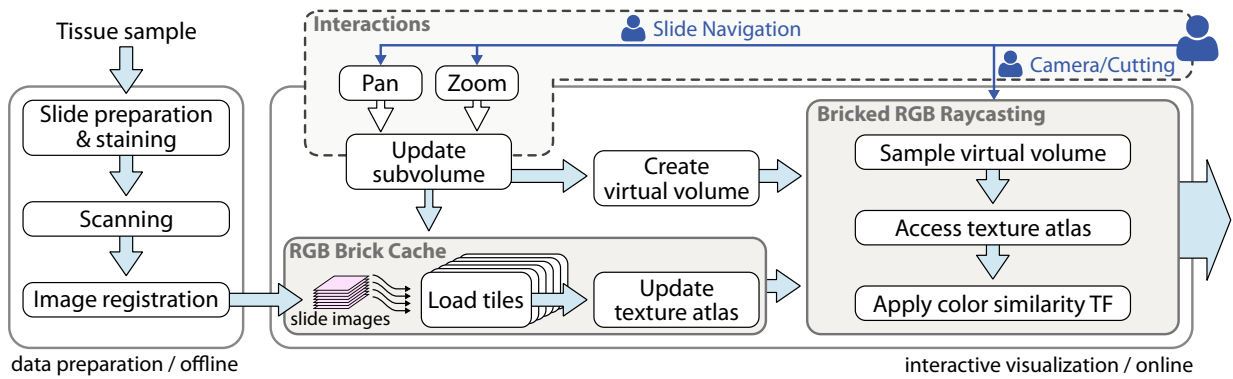 Tissue sample
Slide preparation
& staining
Scanning
Image registration
data preparation / offline
Interactions
Slide Navigation
Camera/Cutting
Pan
Zoom
Update
subvolume
Create
virtual volume
RGB Brick Cache
slide images
Load tiles
Update
texture atlas
Bricked RGB Raycasting
Sample virtual volume
Access texture atlas
Apply color similarity TF
interactive visualization / online